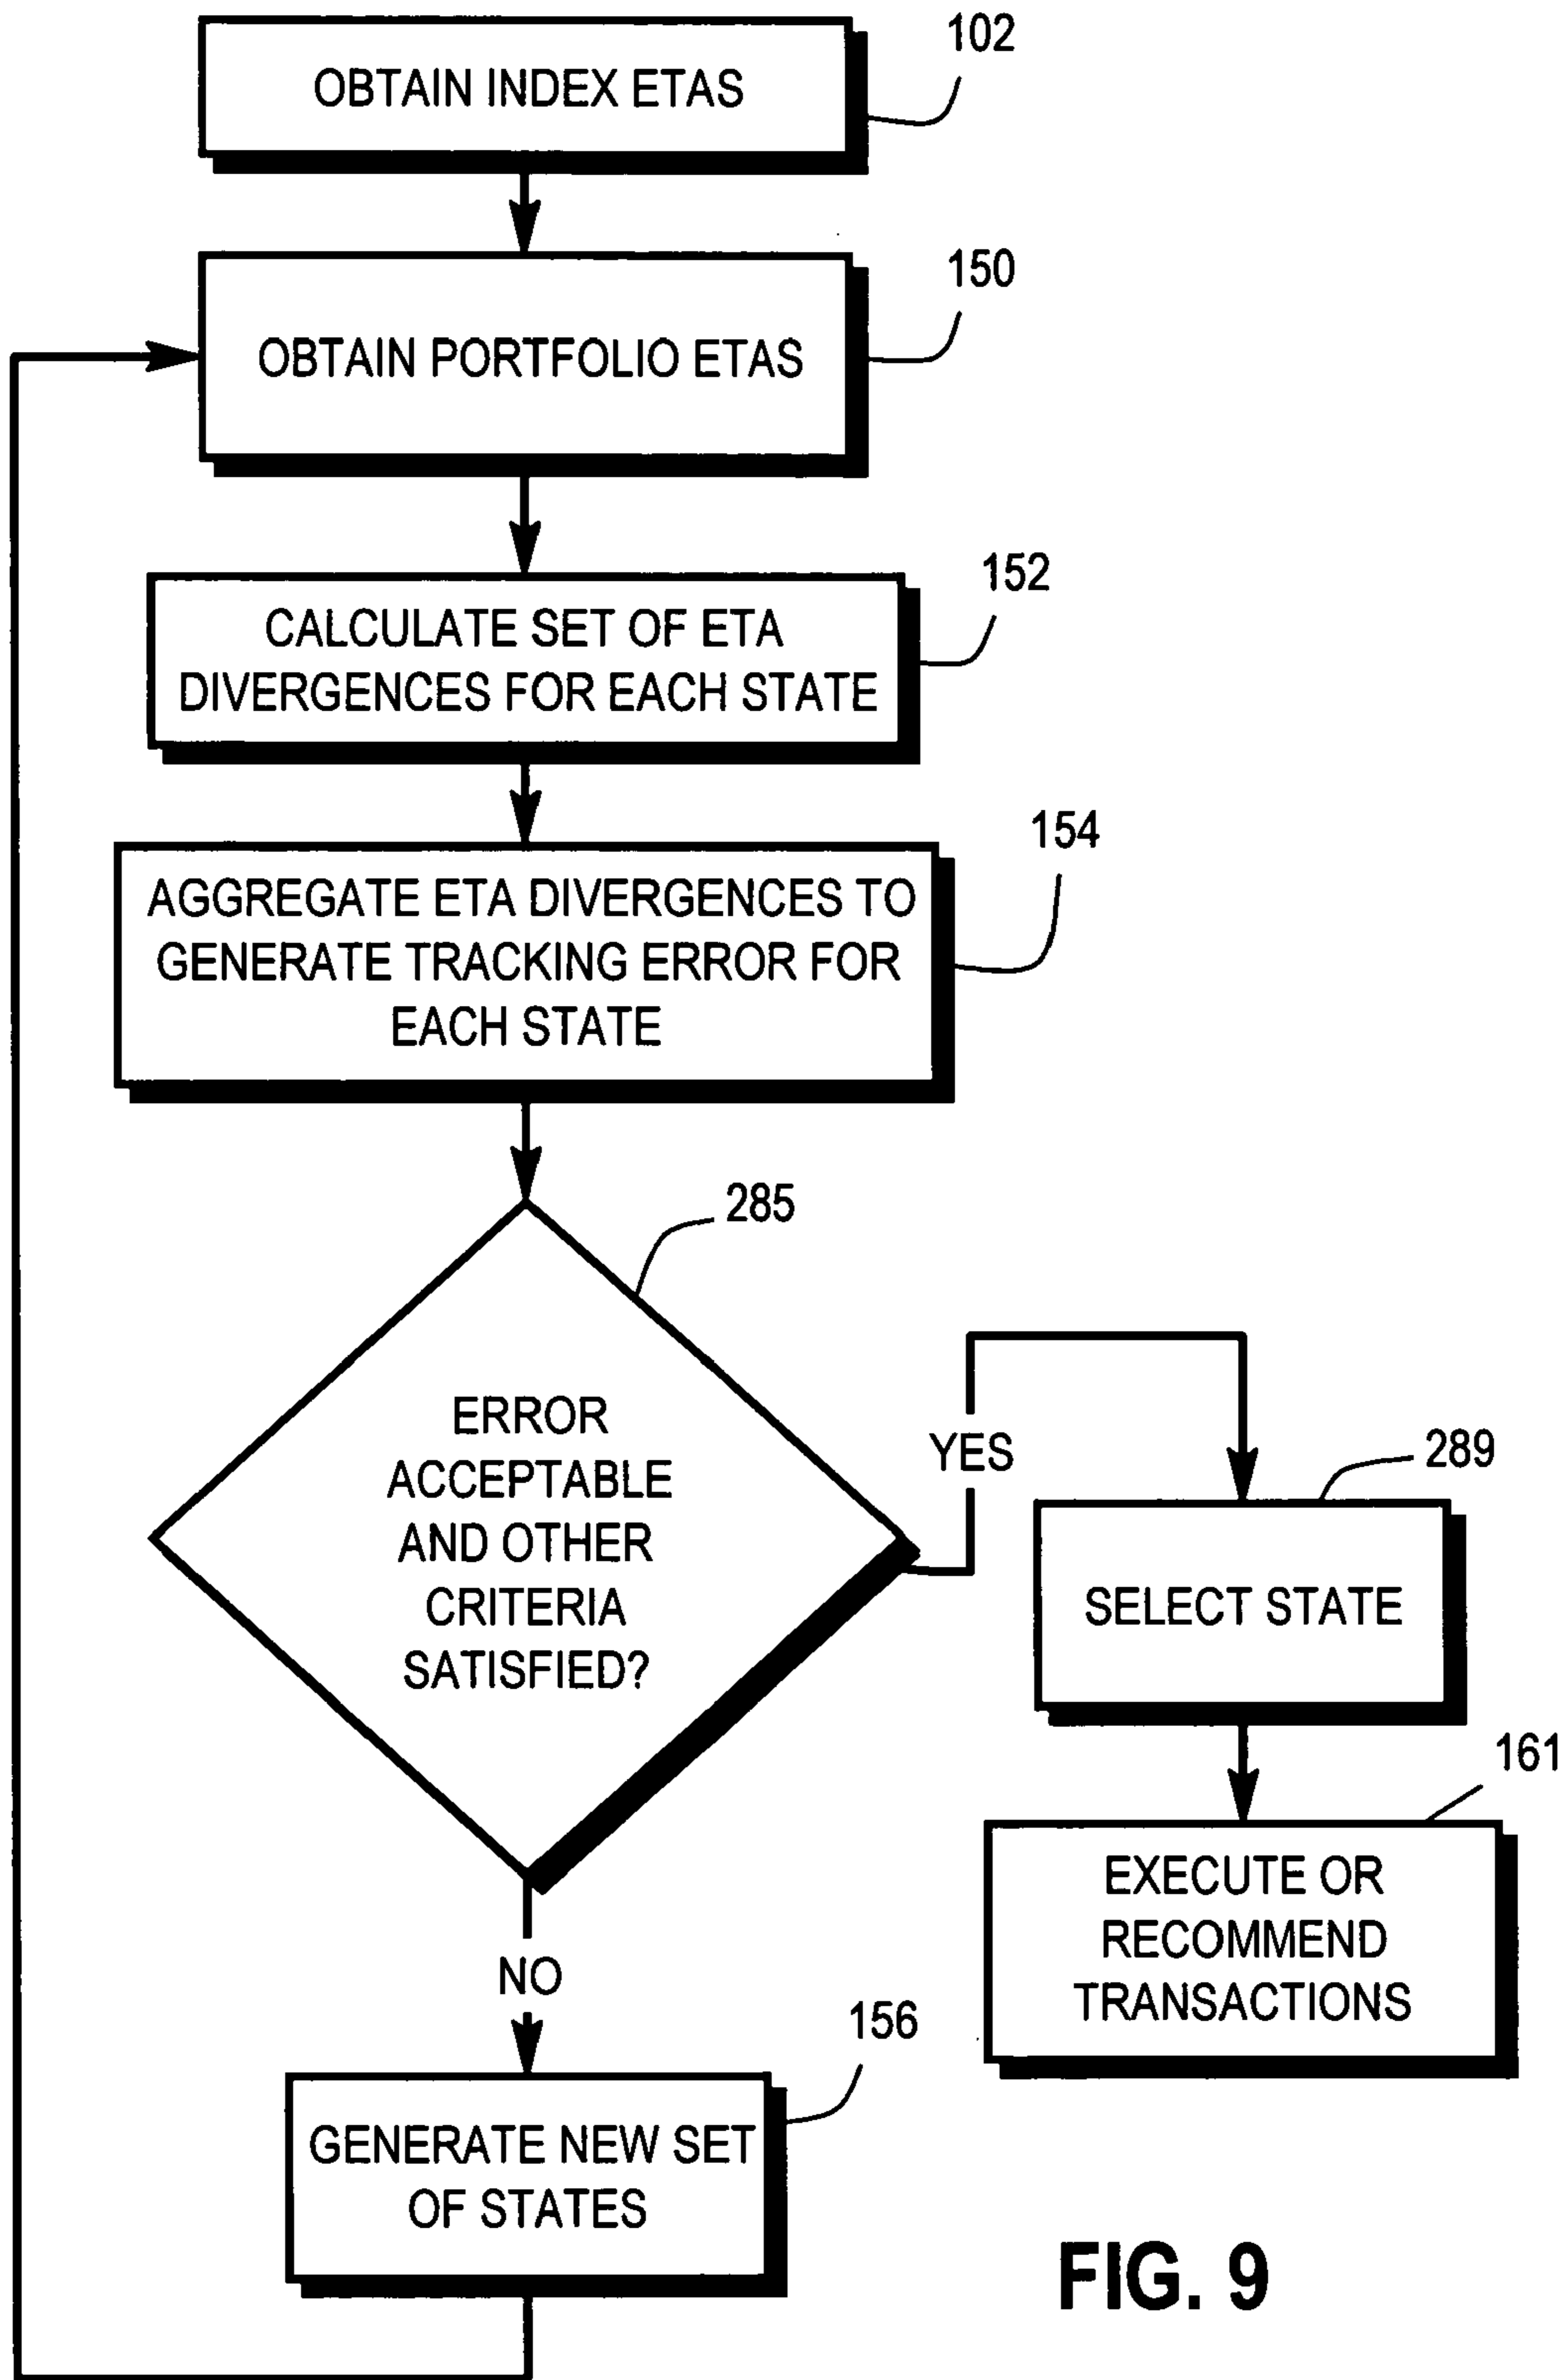 102
OBTAIN INDEX ETAS
150
OBTAIN PORTFOLIO ETAS
152
CALCULATE SET OF ETA
DIVERGENCES FOR EACH STATE
154
AGGREGATE ETA DIVERGENCES TO
GENERATE TRACKING ERROR FOR
EACH STATE
285
ERROR
ACCEPTABLE
AND OTHER
CRITERIA
SATISFIED?
YES
289
SELECT STATE
161
EXECUTE OR
RECOMMEND
TRANSACTIONS
NO
156
GENERATE NEW SET
OF STATES
FIG. 9